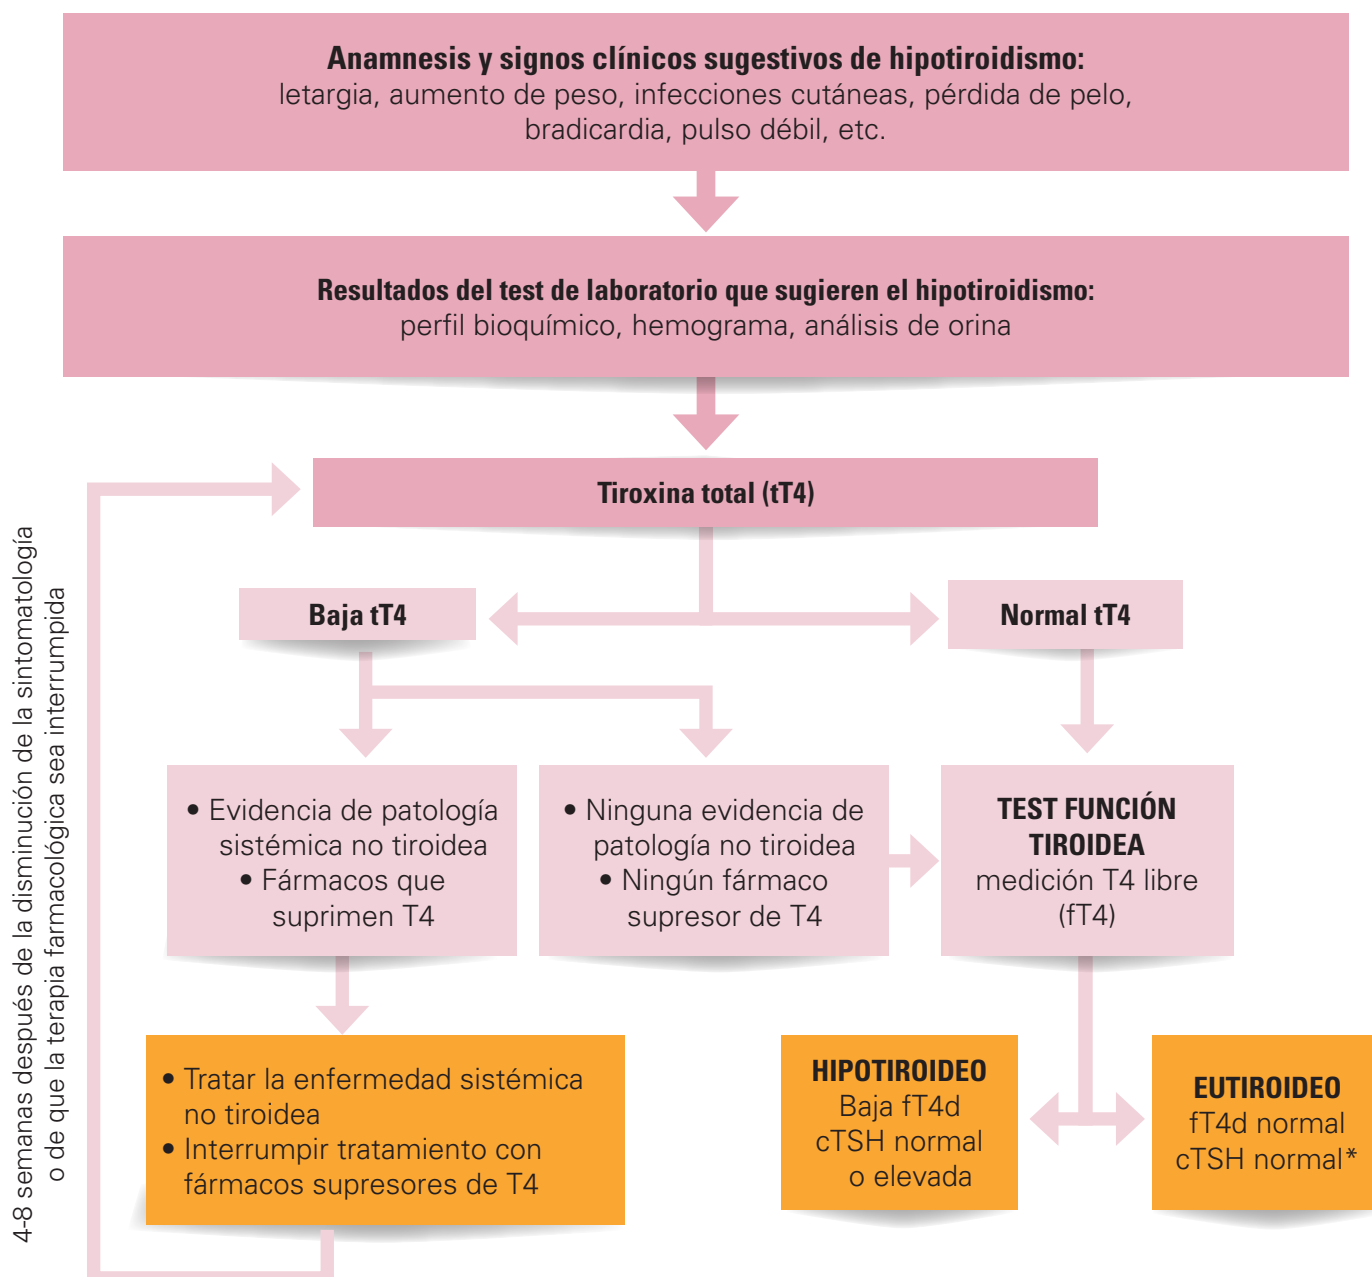 Anamnesis y signos clínicos sugestivos de hipotiroidismo:
letargia, aumento de peso, infecciones cutáneas, pérdida de pelo,
bradicardia, pulso débil, etc.
Resultados del test de laboratorio que sugieren el hipotiroidismo:
perfil bioquímico, hemograma, análisis de orina
Tiroxina total (tT4)
Baja tT4
Normal tT4
• Evidencia de patología
sistémica no tiroidea
• Fármacos que
suprimen T4
• Ninguna evidencia de
patología no tiroidea
• Ningún fármaco
supresor de T4
TEST FUNCIÓN
TIROIDEA
medición T4 libre
(fT4)
• Tratar la enfermedad sistémica
no tiroidea
• Interrumpir tratamiento con
fármacos supresores de T4
HIPOTIROIDEO
Baja fT4d
cTSH normal
o elevada
EUTIROIDEO
fT4d normal
cTSH normal*
4-8 semanas después de la disminución de la sintomatología
o de que la terapia farmacológica sea interrumpida